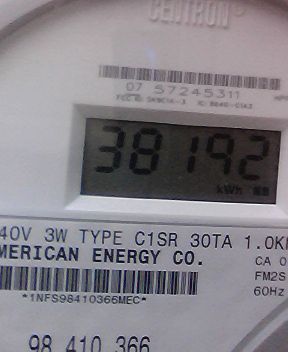 CENTRON
07 57245311
38192
kWh
40V 3W TYPE C1SR 30TA 1.0K
MERICAN ENERGY CO.
CA 0
FM2S
60Hz
*1NFS98410366MEC*
98 410 366